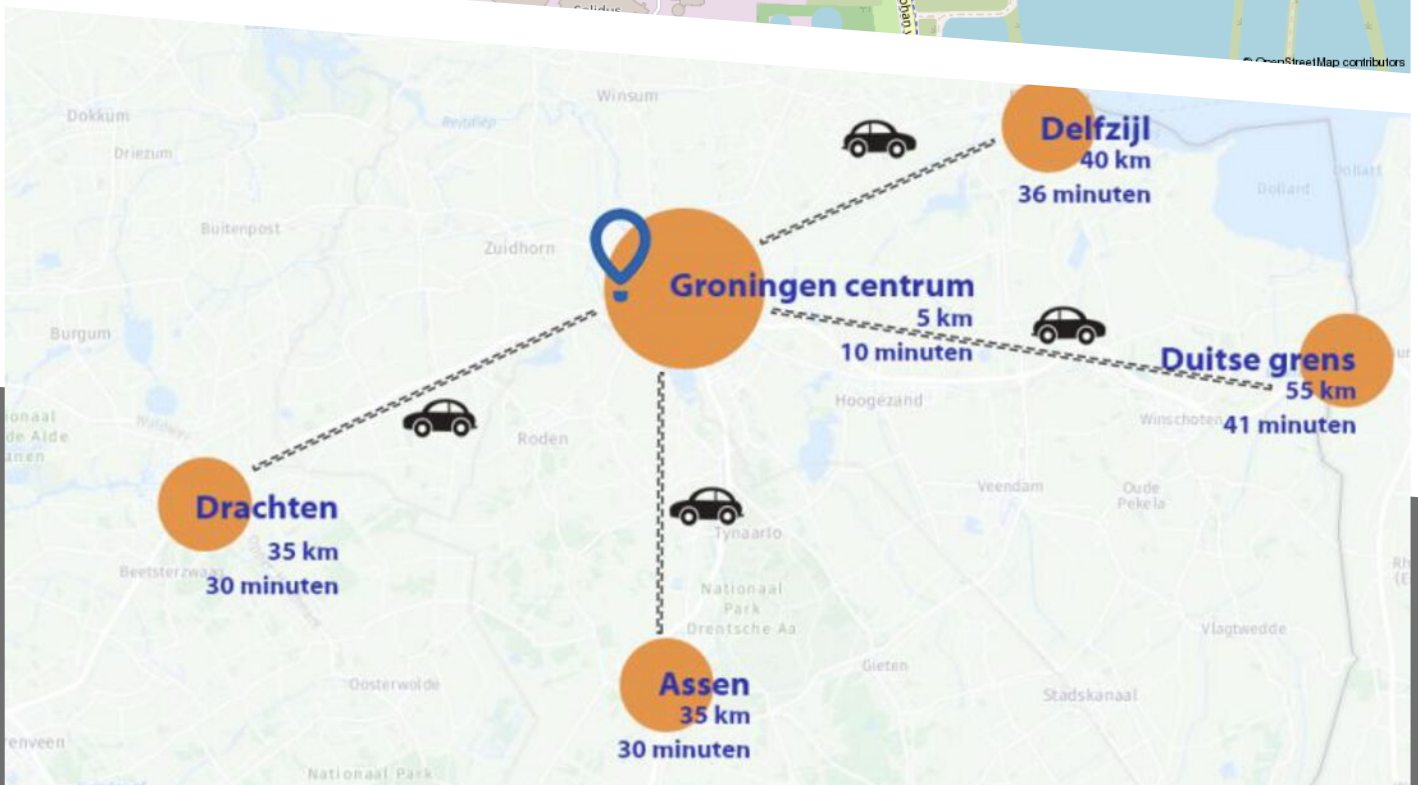 Solidus
© OpenStreetMap contributors
Winsum
Dokkum
Reitdiep
Delfzijl
40 km
36 minuten
Driezum
Dollart
Dollard
Buitenpost
Zuidhorn
Groningen centrum
5 km
10 minuten
Burgum
Duitse grens
55 km
41 minuten
Hoogezand
Winschoten
Roden
Drachten
35 km
30 minuten
Veendam
Oude
Pekela
Tynaarlo
Beetsterzwaag
Nationaal
Park
Drentsche Aa
Vlagtwedde
Gieten
Assen
35 km
30 minuten
Oosterwolde
Stadskanaal
Nationaal Park